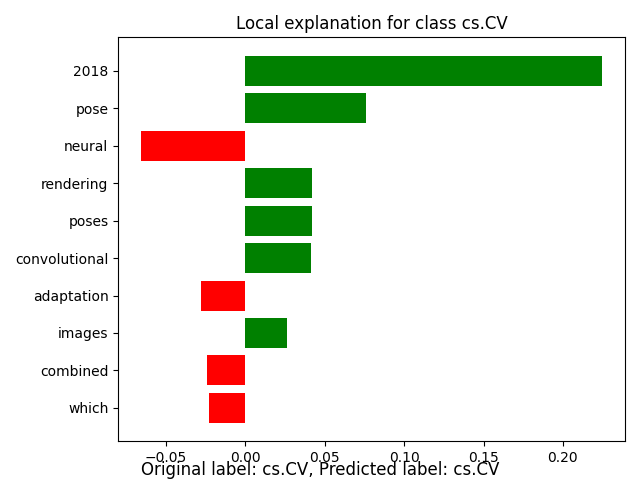 Local explanation for class cs.CV
2018
pose
neural
rendering
poses
convolutional
adaptation
images
combined
which
−0.05 0.00 0.05 0.10 0.15 0.20
Original label: cs.CV, Predicted label: cs.CV